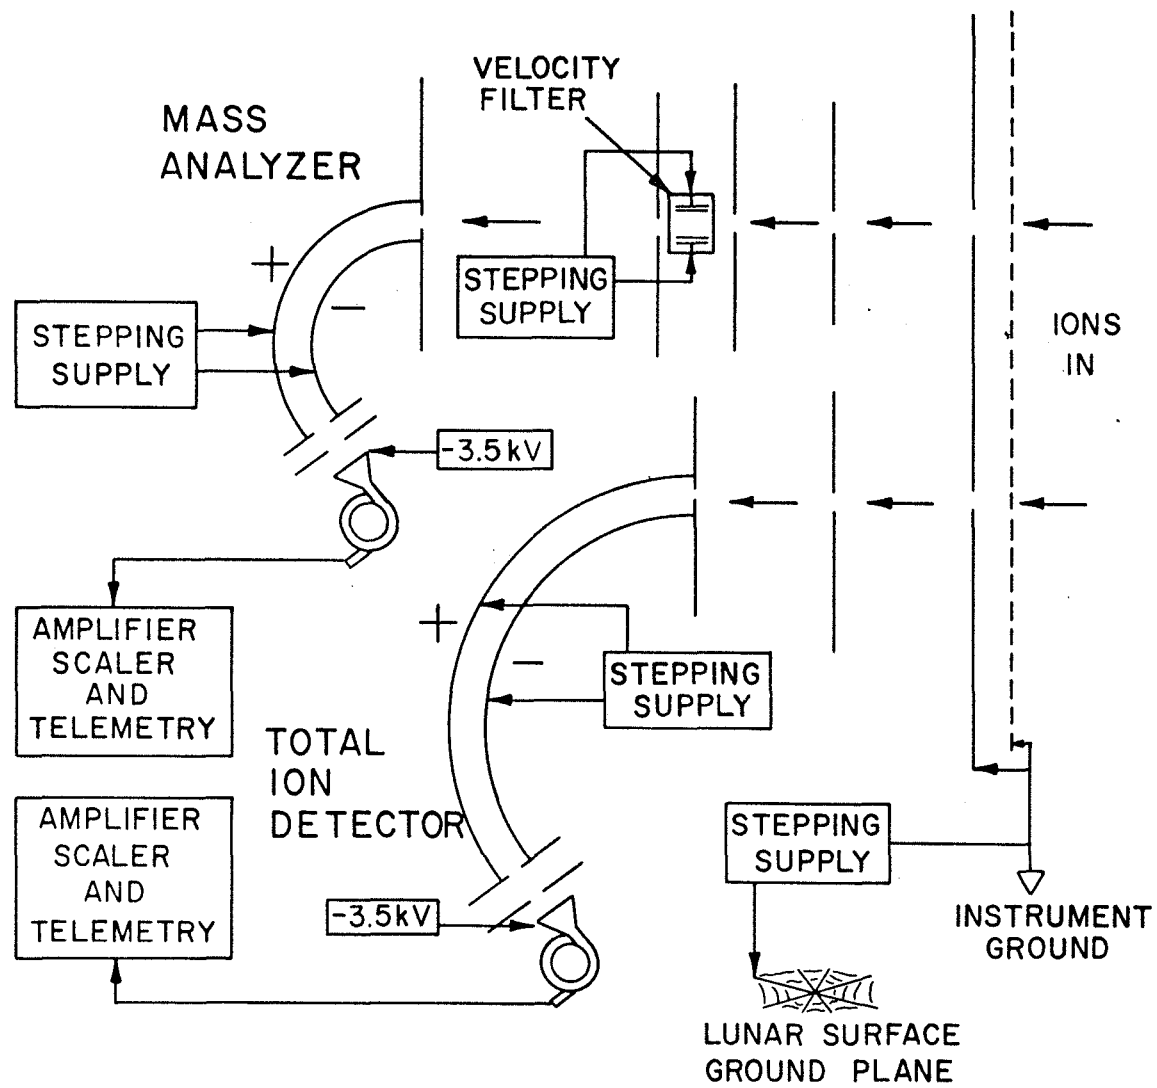 VELOCITY
FILTER
MASS
ANALYZER
+
−
STEPPING
SUPPLY
STEPPING
SUPPLY
IONS
IN
-3.5kV
AMPLIFIER
SCALER
AND
TELEMETRY
+
−
STEPPING
SUPPLY
TOTAL
ION
DETECTOR
AMPLIFIER
SCALER
AND
TELEMETRY
-3.5kV
STEPPING
SUPPLY
INSTRUMENT
GROUND
LUNAR SURFACE
GROUND PLANE